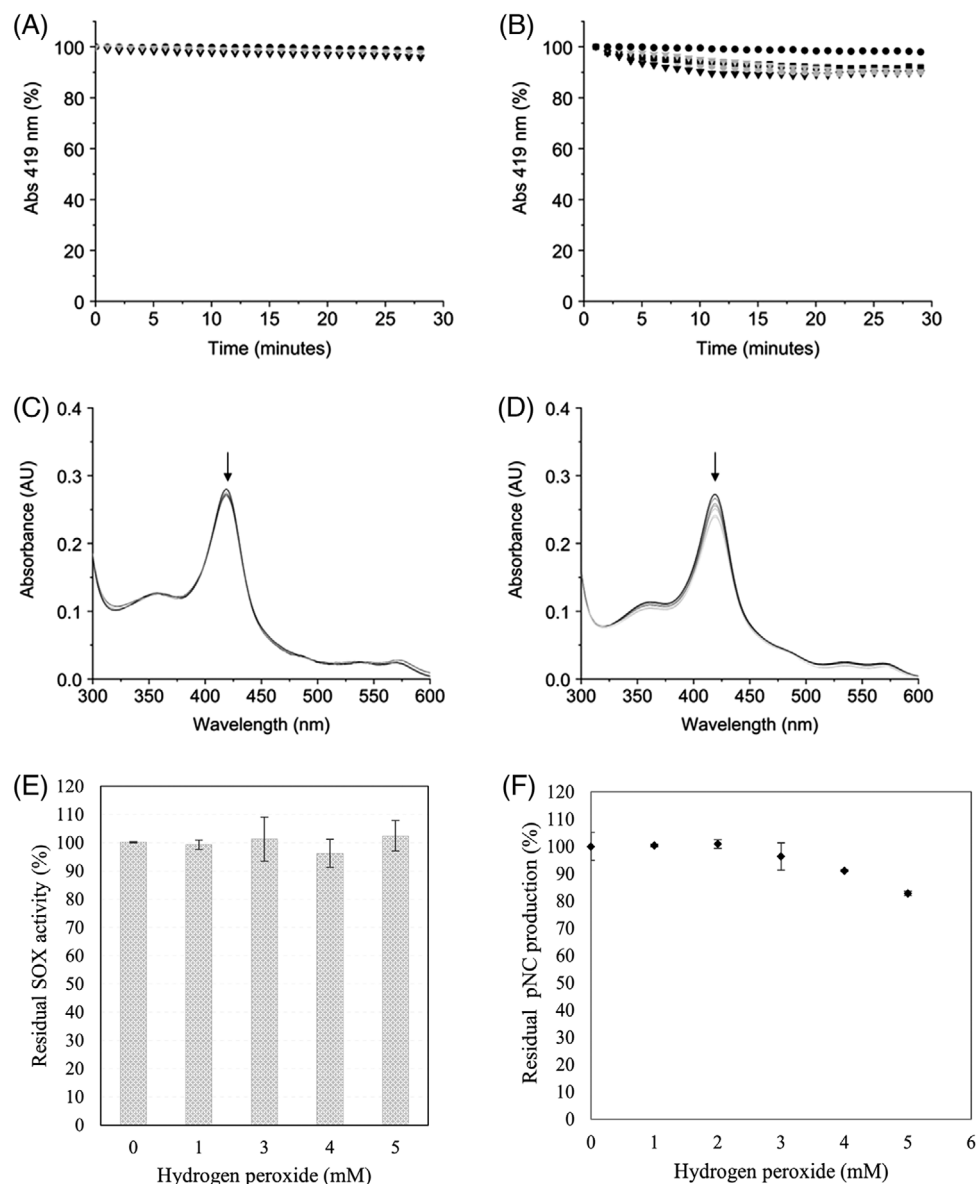 (A)
100
80
60
40
20
0
Abs 419 nm (%)
0 5 10 15 20 25 30
Time (minutes)
(B)
100
80
60
40
20
0
Abs 419 nm (%)
0 5 10 15 20 25 30
Time (minutes)
(C)
0.4
0.3
0.2
0.1
0.0
Absorbance (AU)
300 350 400 450 500 550 600
Wavelength (nm)
(D)
0.4
0.3
0.2
0.1
0.0
Absorbance (AU)
300 350 400 450 500 550 600
Wavelength (nm)
(E)
120
110
100
90
80
70
60
50
40
30
20
10
0
Residual SOX activity (%)
0 1 3 4 5
Hydrogen peroxide (mM)
(F)
120
110
100
90
80
70
60
50
40
30
20
10
0
Residual pNC production (%)
0 1 2 3 4 5 6
Hydrogen peroxide (mM)